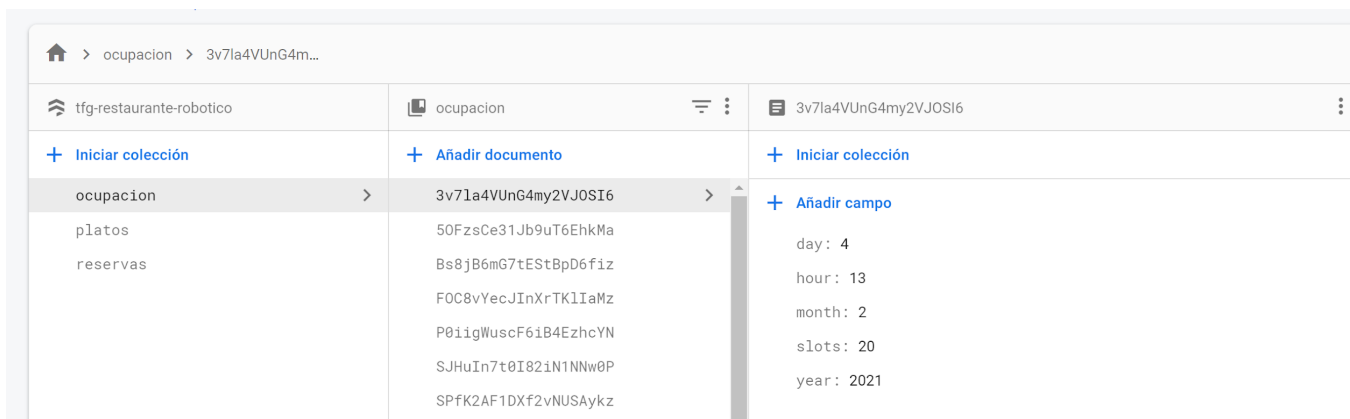 ocupacion > 3v7la4VUnG4m...
tfg-restaurante-robotico
Iniciar colección
ocupacion
platos
reservas
ocupacion
Añadir documento
3v7la4VUnG4my2VJOSI6
5OFzsCe31Jb9uT6EhkMa
Bs8jB6mG7tEStBpD6fiz
FOC8vYecJInXrTKlIaMz
P0iigWuscF6iB4EzhcYN
SJHuIn7t0I82iN1NNw0P
SPfK2AF1DXf2vNUSAykz
3v7la4VUnG4my2VJOSI6
Iniciar colección
Añadir campo
day: 4
hour: 13
month: 2
slots: 20
year: 2021